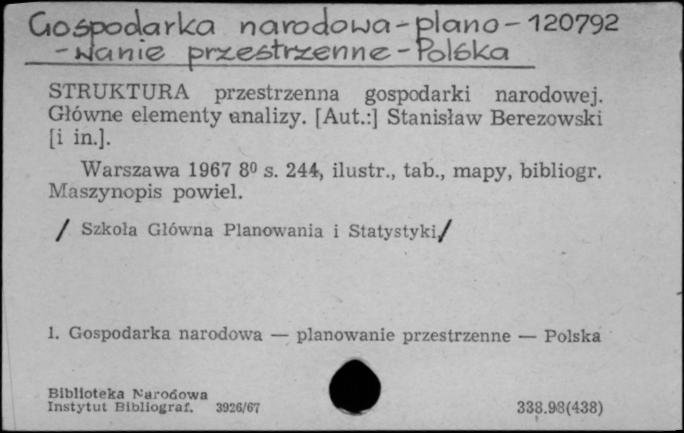 Gospodarka narodowa-plano- 120792
-wanie przestrzenne-Polska
STRUKTURA przestrzenna gospodarki narodowej.
Główne elementy analizy. [Aut.:] Stanisław Berezowski
[i in.].
Warszawa 1967 8⁰ s. 244, ilustr., tab., mapy, bibliogr.
Maszynopis powiel.
/ Szkoła Główna Planowania i Statystyki/
1. Gospodarka narodowa — planowanie przestrzenne — Polska
Biblioteka Narodowa
Instytut Bibliograf. 3926/67 338.98(438)